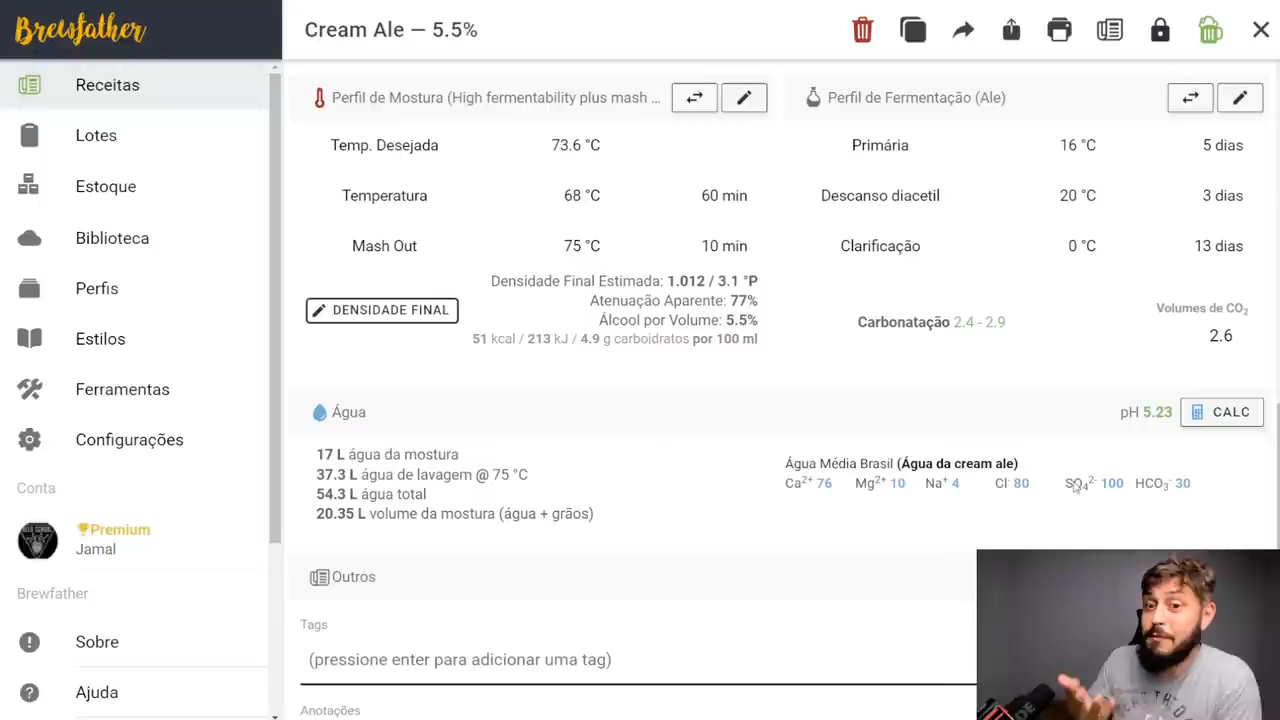 Brewfather
Cream Ale — 5.5%
Receitas
Lotes
Estoque
Biblioteca
Perfis
Estilos
Ferramentas
Configurações
Conta
Premium
Jamal
Brewfather
Sobre
Ajuda
Perfil de Mostura (High fermentability plus mash ...
Temp. Desejada 73.6 °C
Temperatura 68 °C 60 min
Mash Out 75 °C 10 min
DENSIDADE FINAL
Densidade Final Estimada: 1.012 / 3.1 °P
Atenuação Aparente: 77%
Álcool por Volume: 5.5%
51 kcal / 213 kJ / 4.9 g carboidratos por 100 ml
Perfil de Fermentação (Ale)
Primária 16 °C 5 dias
Descanso diacetil 20 °C 3 dias
Clarificação 0 °C 13 dias
Carbonatação 2.4 - 2.9
Volumes de CO₂
2.6
Água
pH 5.23 CALC
17 L água da mostura
37.3 L água de lavagem @ 75 °C
54.3 L água total
20.35 L volume da mostura (água + grãos)
Água Média Brasil (Água da cream ale)
Ca²⁺ 76 Mg²⁺ 10 Na⁺ 4 Cl⁻ 80 SO₄²⁻ 100 HCO₃⁻ 30
Outros
Tags
(pressione enter para adicionar uma tag)
Anotações